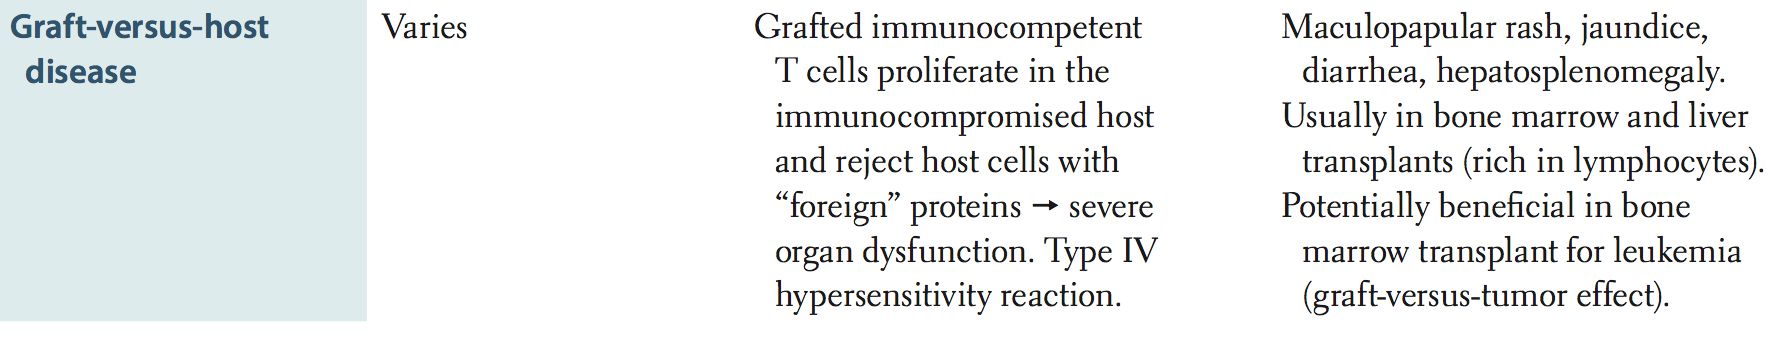 Graft-versus-host
disease
Varies
Grafted immunocompetent
T cells proliferate in the
immunocompromised host
and reject host cells with
“foreign” proteins → severe
organ dysfunction. Type IV
hypersensitivity reaction.
Maculopapular rash, jaundice,
diarrhea, hepatosplenomegaly.
Usually in bone marrow and liver
transplants (rich in lymphocytes).
Potentially beneficial in bone
marrow transplant for leukemia
(graft-versus-tumor effect).